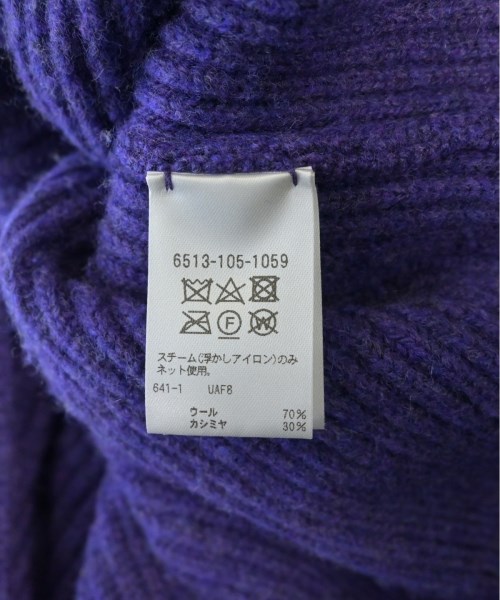 6513-105-1059
F W
スチーム(浮かしアイロン)のみ
ネット使用。
641-1 UAF8
ウール 70%
カシミヤ 30%